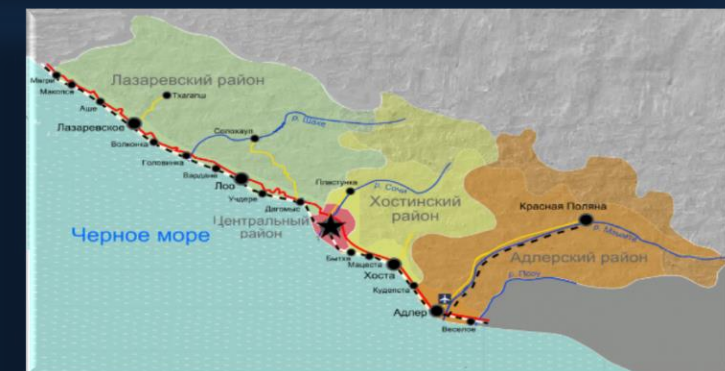 Лазаревский район
Магри
Макопсе
Тхагапш
Аше
р. Шахе
Лазаревское
Солохаул
Волконка
Головинка
Вардане
Лоо
Пластунка
р. Сочи
Учдере
Дагомыс
Хостинский
район
Центральный
район
Красная Поляна
Черное море
р. Мзымта
Бытха
Мацеста
Хоста
Адлерский район
р. Псоу
Кудепста
Адлер
Веселое